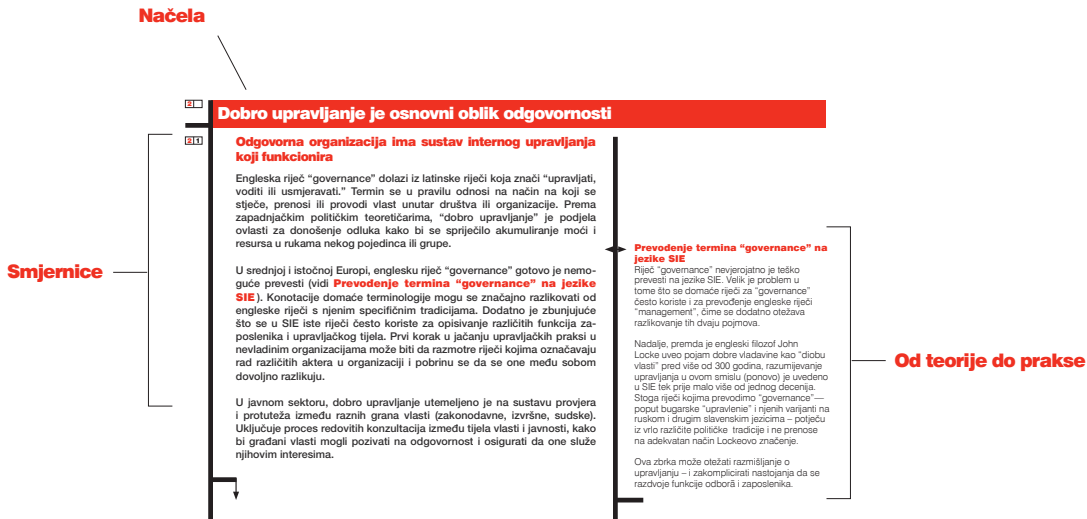 Načela
2
Dobro upravljanje je osnovni oblik odgovornosti
2 1
Odgovorna organizacija ima sustav internog upravljanja
koji funkcionira
Engleska riječ “governance” dolazi iz latinske riječi koja znači “upravljati,
voditi ili usmjeravati.” Termin se u pravilu odnosi na način na koji se
stječe, prenosi ili provodi vlast unutar društva ili organizacije. Prema
zapadnjačkim političkim teoretičarima, “dobro upravljanje” je podjela
ovlasti za donošenje odluka kako bi se spriječilo akumuliranje moći i
resursa u rukama nekog pojedinca ili grupe.
U srednjoj i istočnoj Europi, englesku riječ “governance” gotovo je nemo-
guće prevesti (vidi Prevođenje termina “governance” na jezike
SIE). Konotacije domaće terminologije mogu se značajno razlikovati od
engleske riječi s njenim specifičnim tradicijama. Dodatno je zbunjujuće
što se u SIE iste riječi često koriste za opisivanje različitih funkcija za-
poslenika i upravljačkog tijela. Prvi korak u jačanju upravljačkih praksi u
nevladinim organizacijama može biti da razmotre riječi kojima označavaju
rad različitih aktera u organizaciji i pobrinu se da se one među sobom
dovoljno razlikuju.
U javnom sektoru, dobro upravljanje utemeljeno je na sustavu provjera
i protuteža između raznih grana vlasti (zakonodavne, izvršne, sudske).
Uključuje proces redovitih konzultacija između tijela vlasti i javnosti, kako
bi građani vlasti mogli pozivati na odgovornost i osigurati da one služe
njihovim interesima.
Smjernice
Prevođenje termina “governance” na
jezike SIE
Riječ “governance” nevjerojatno je teško
prevesti na jezike SIE. Velik je problem u
tome što se domaće riječi za “governance”
često koriste i za prevođenje engleske riječi
“management”, čime se dodatno otežava
razlikovanje tih dvaju pojmova.
Nadalje, premda je engleski filozof John
Locke uveo pojam dobre vladavine kao “diobu
vlasti” pred više od 300 godina, razumijevanje
upravljanja u ovom smislu (ponovo) je uvedeno
u SIE tek prije malo više od jednog decenija.
Stoga riječi kojima prevodimo “governance”—
poput bugarske “upravlenie” i njenih varijanti na
ruskom i drugim slavenskim jezicima – potječu
iz vrlo različite političke tradicije i ne prenose
na adekvatan način Lockeovo značenje.
Ova zbrka može otežati razmišljanje o
upravljanju – i zakomplicirati nastojanja da se
razdvoje funkcije odborā i zaposlenika.
Od teorije do prakse